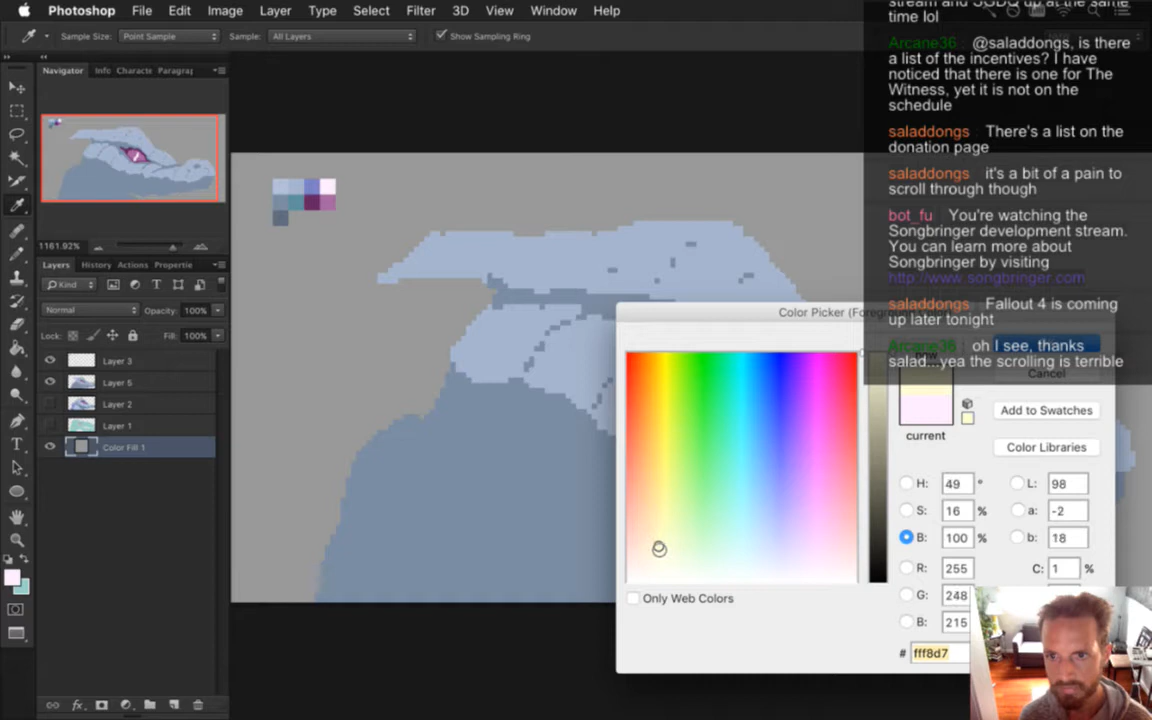 Photoshop File Edit Image Layer Type Select Filter 3D View Window Help
Sample Size: Point Sample Sample: All Layers Show Sampling Ring
Navigator Info Characte Paragraj
1161.92%
Layers History Actions Propertie
Kind
Normal Opacity: 100%
Lock: Fill: 100%
Layer 3
Layer 5
Layer 2
Layer 1
Color Fill 1
time lol
Arcane36 : @saladdongs, is there
a list of the incentives? I have
noticed that there is one for The
Witness, yet it is not on the
schedule
saladdongs There's a list on the
donation page
saladdongs it's a bit of a pain to
scroll through though
bot_fu You're watching the
Songbringer development stream.
You can learn more about
Songbringer by visiting
http://www.songbringer.com
saladdongs Fallout 4 is coming
up later tonight
Arcane36 oh I see, thanks
salad...yea the scrolling is terrible
Color Picker (Foreg
Cancel
Add to Swatches
current
Color Libraries
H: 49 ° L: 98
S: 16 % a: -2
B: 100 % b: 18
R: 255 C: 1 %
G: 248
B: 215
Only Web Colors
# fff8d7